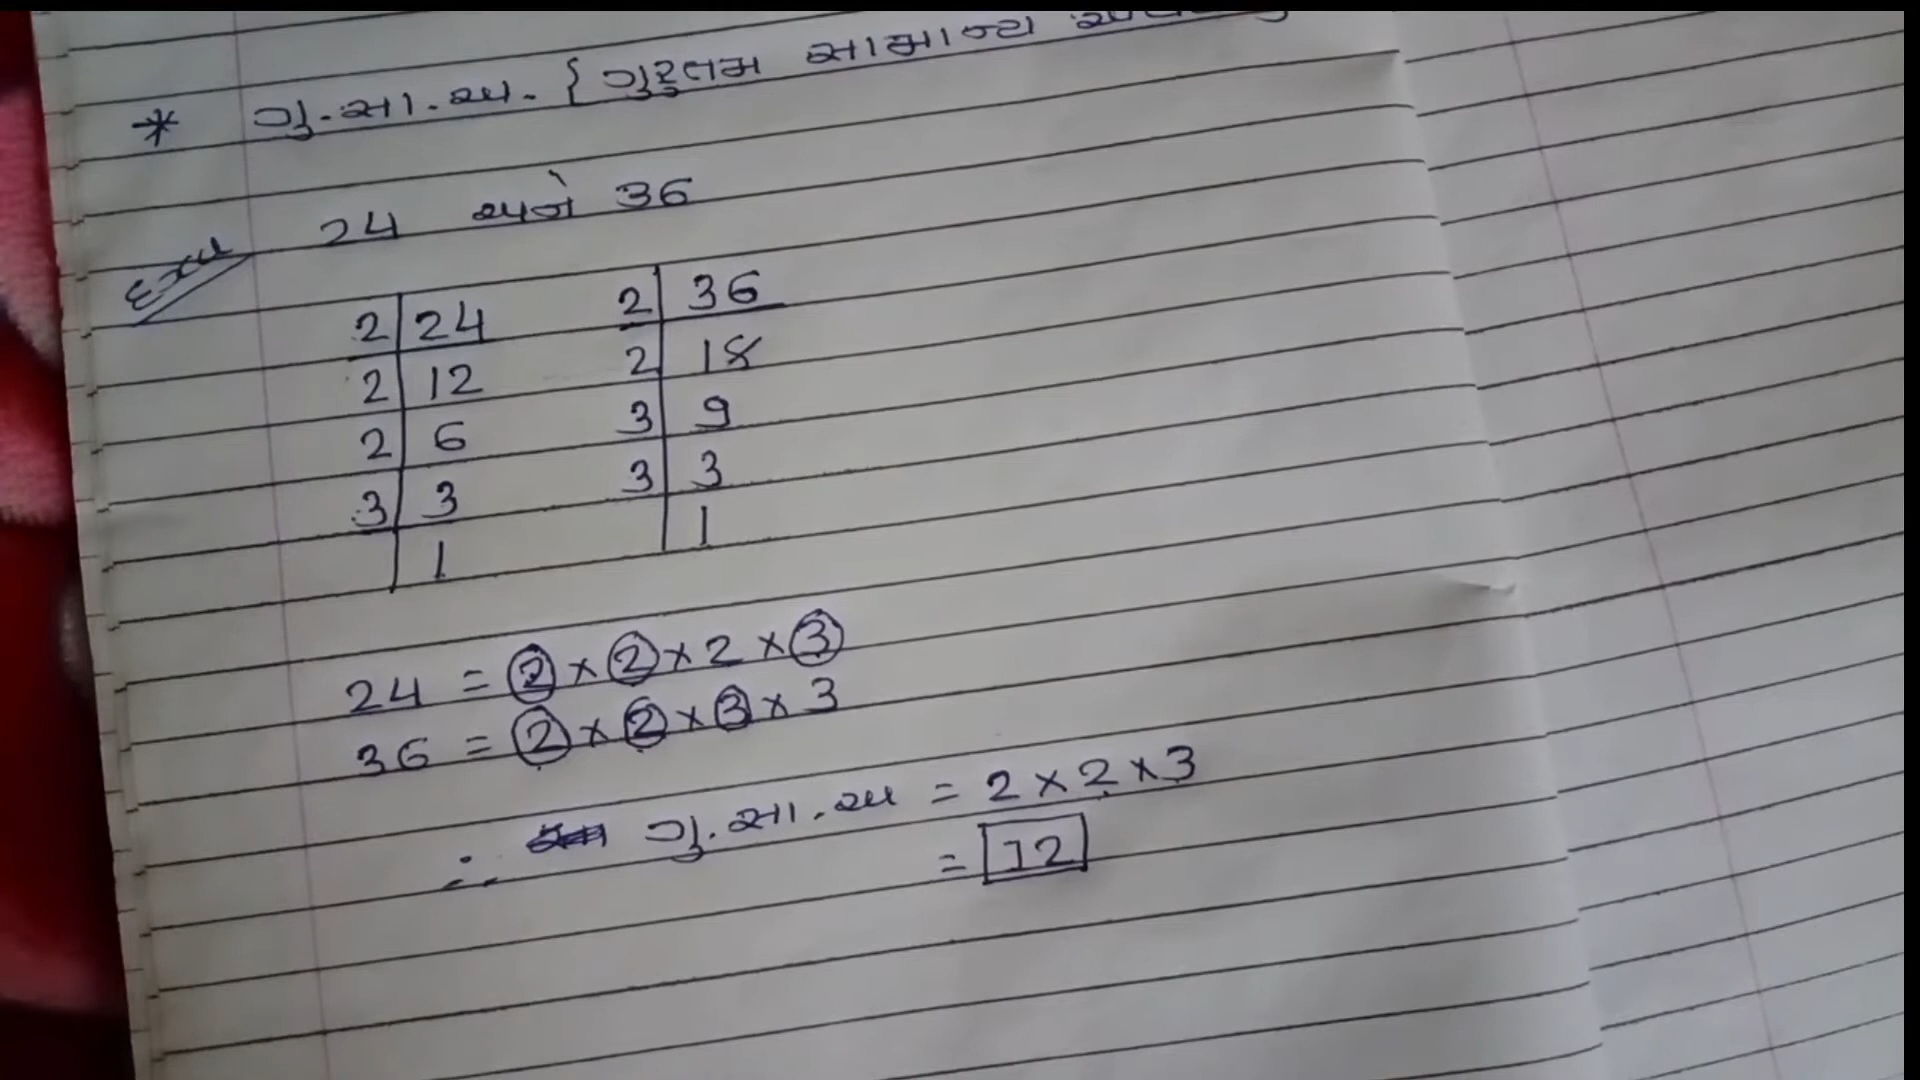 * ગુ.સા.અ. { ગુરુતમ સામાન્ય
Exa 24 અને 36
2 | 24 2 | 36
2 | 12 2 | 18
2 | 6 3 | 9
3 | 3 3 | 3
| 1 | 1
24 = 2 × 2 × 2 × 3
36 = 2 × 2 × 3 × 3
∴ ગુ.સા.અ = 2 × 2 × 3
= 12